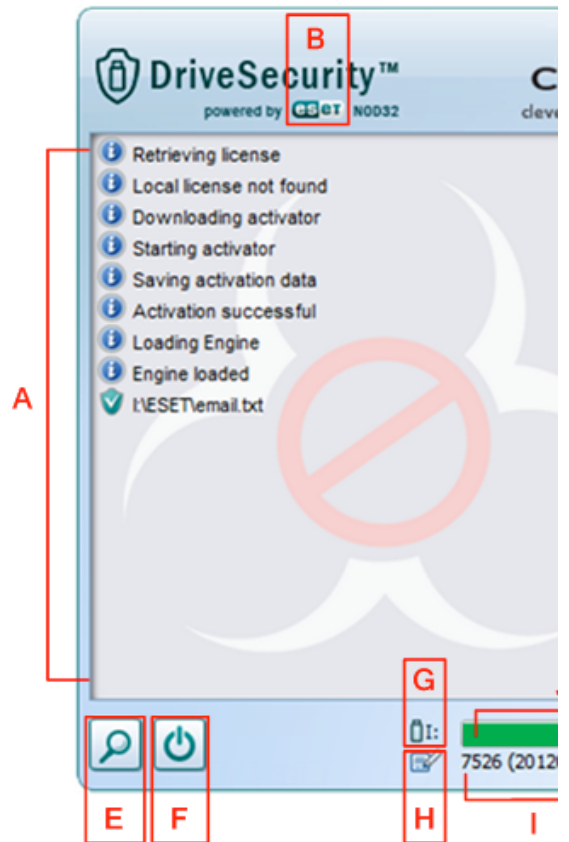 B
DriveSecurity™
powered by eset NOD32
Retrieving license
Local license not found
Downloading activator
Starting activator
Saving activation data
Activation successful
Loading Engine
Engine loaded
A
I:\ESET\email.txt
G
I:
7526 (2012
E
F
H
I